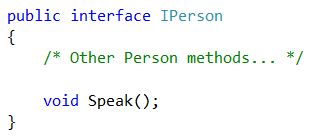 public interface IPerson
{
    /* Other Person methods... */

    void Speak();
}